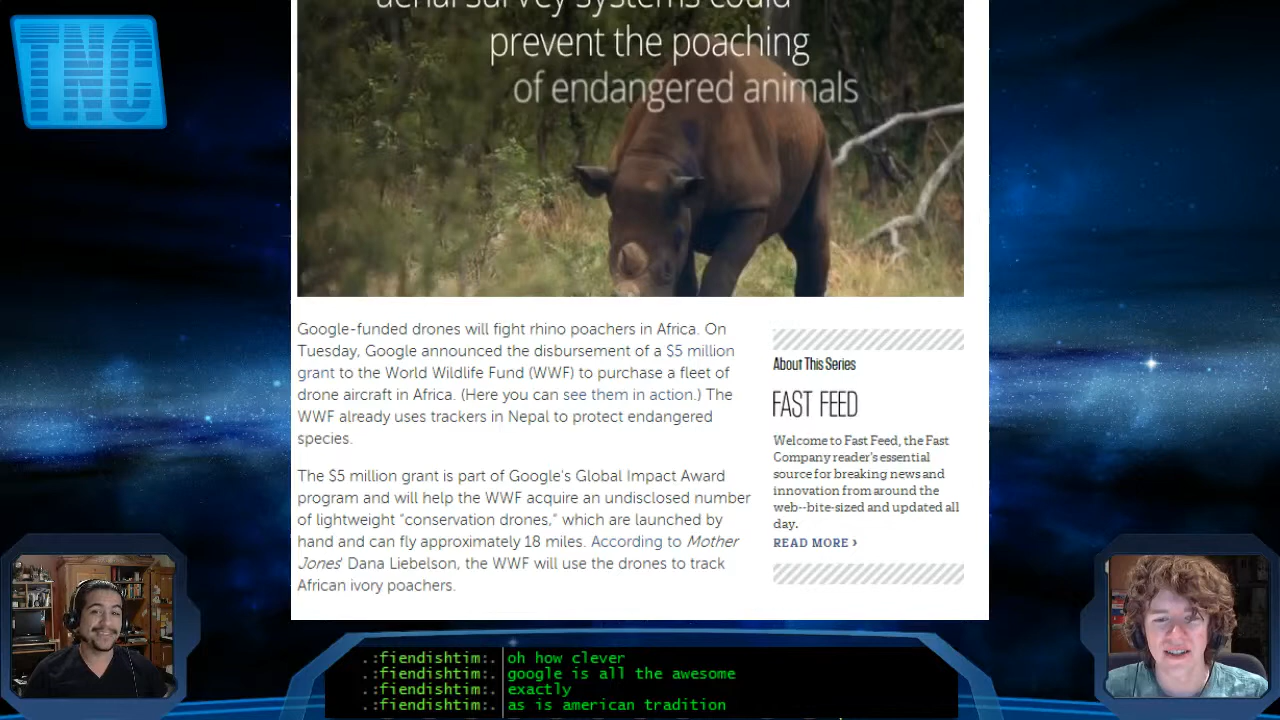 TNC
aerial survey systems could
prevent the poaching
of endangered animals
Google-funded drones will fight rhino poachers in Africa. On
Tuesday, Google announced the disbursement of a $5 million
grant to the World Wildlife Fund (WWF) to purchase a fleet of
drone aircraft in Africa. (Here you can see them in action.) The
WWF already uses trackers in Nepal to protect endangered
species.
The $5 million grant is part of Google's Global Impact Award
program and will help the WWF acquire an undisclosed number
of lightweight "conservation drones," which are launched by
hand and can fly approximately 18 miles. According to Mother
Jones' Dana Liebelson, the WWF will use the drones to track
African ivory poachers.
About This Series
FAST FEED
Welcome to Fast Feed, the Fast
Company reader's essential
source for breaking news and
innovation from around the
web--bite-sized and updated all
day.
READ MORE ›
.:fiendishtim:. oh how clever
.:fiendishtim:. google is all the awesome
.:fiendishtim:. exactly
.:fiendishtim:. as is american tradition